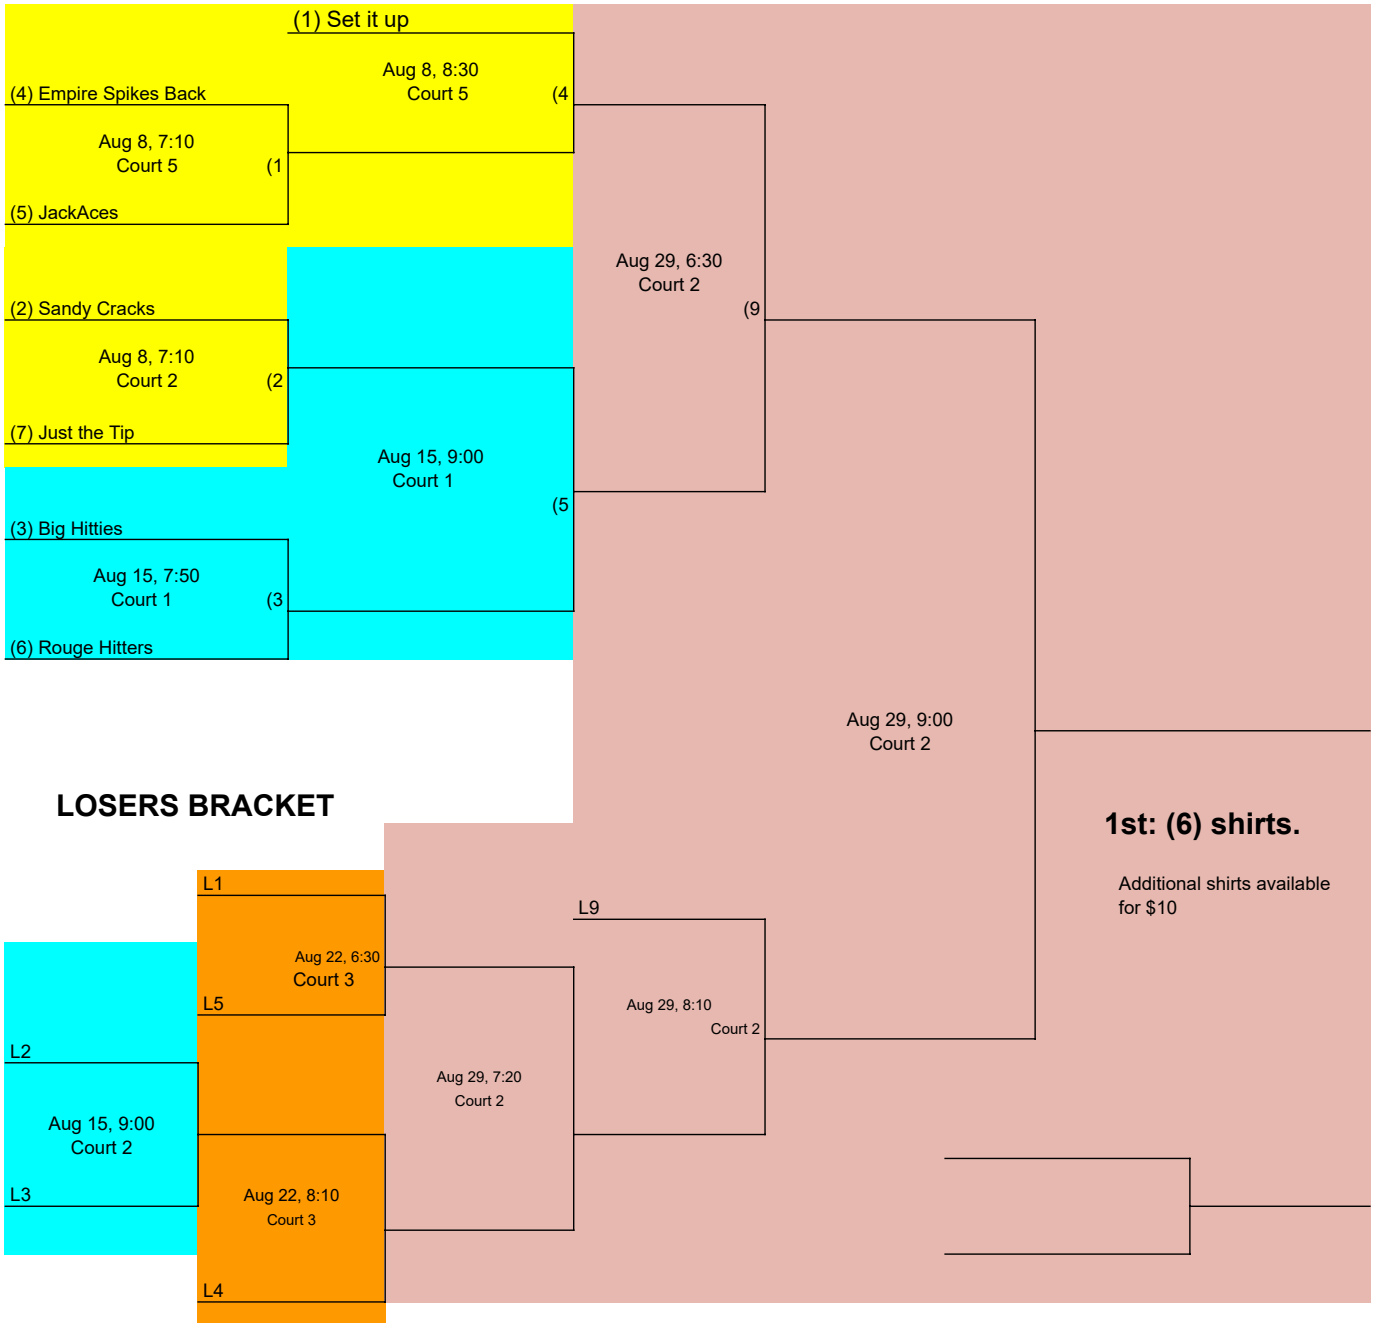 (1) Set it up
Aug 8, 8:30
Court 5
(4
(4) Empire Spikes Back
Aug 8, 7:10
Court 5
(1
(5) JackAces
Aug 29, 6:30
Court 2
(9
(2) Sandy Cracks
Aug 8, 7:10
Court 2
(2
(7) Just the Tip
Aug 15, 9:00
Court 1
(5
(3) Big Hitties
Aug 15, 7:50
Court 1
(3
(6) Rouge Hitters
Aug 29, 9:00
Court 2
LOSERS BRACKET
1st: (6) shirts.
Additional shirts available
for $10
L1
L9
Aug 22, 6:30
Court 3
L5
Aug 29, 8:10
Court 2
L2
Aug 29, 7:20
Court 2
Aug 15, 9:00
Court 2
L3
Aug 22, 8:10
Court 3
L4